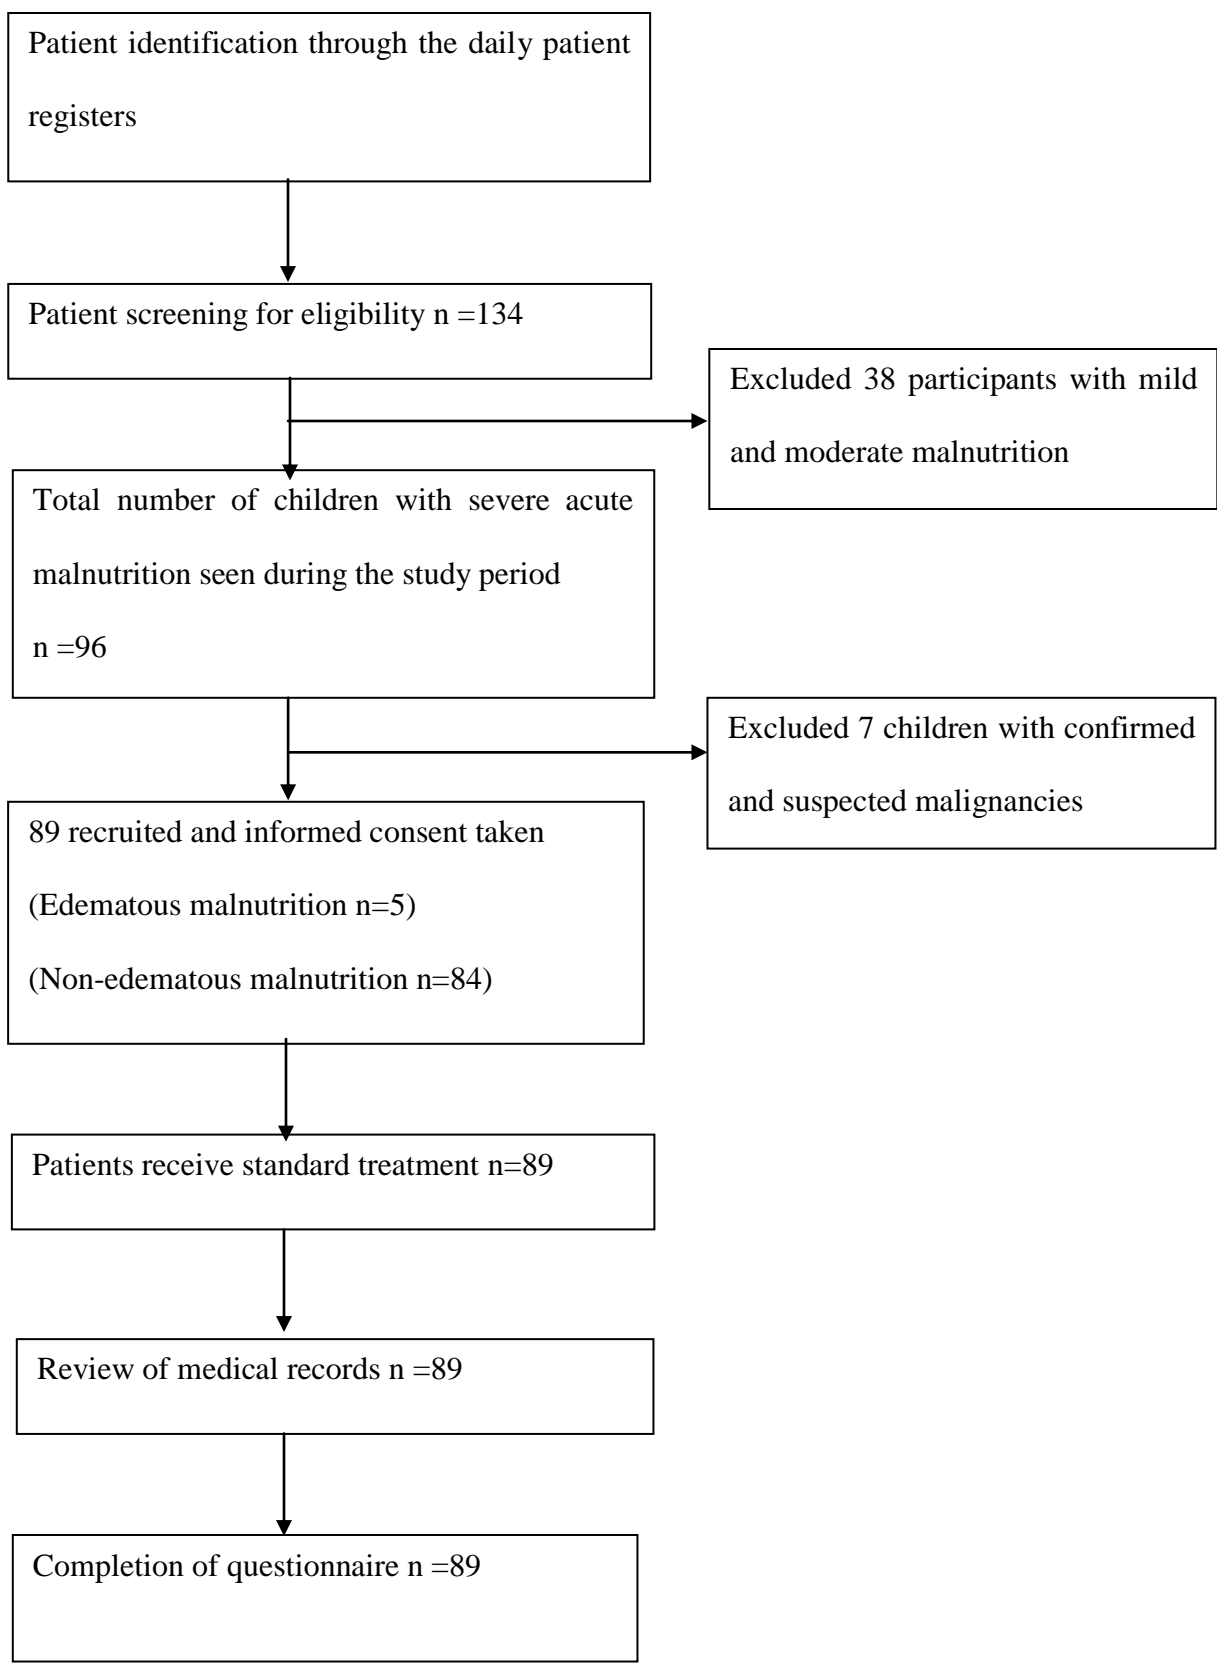 Patient identification through the daily patient
registers
Patient screening for eligibility n =134
Excluded 38 participants with mild
and moderate malnutrition
Total number of children with severe acute
malnutrition seen during the study period
n =96
Excluded 7 children with confirmed
and suspected malignancies
89 recruited and informed consent taken
(Edematous malnutrition n=5)
(Non-edematous malnutrition n=84)
Patients receive standard treatment n=89
Review of medical records n =89
Completion of questionnaire n =89